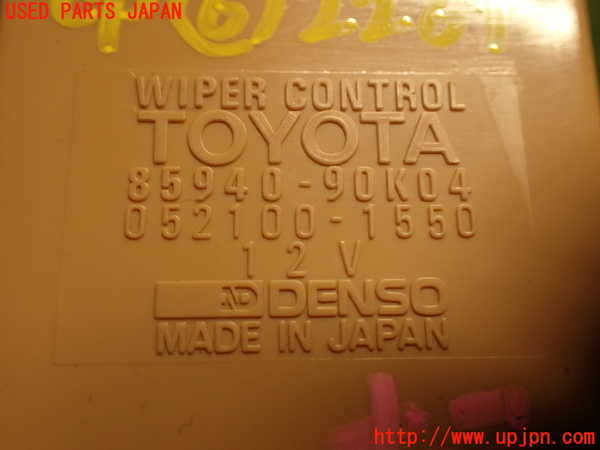 USED PARTS JAPAN
WIPER CONTROL
TOYOTA
85940-90K04
052100-1550
12V
ND DENSO
MADE IN JAPAN
http://www.upjpn.com/